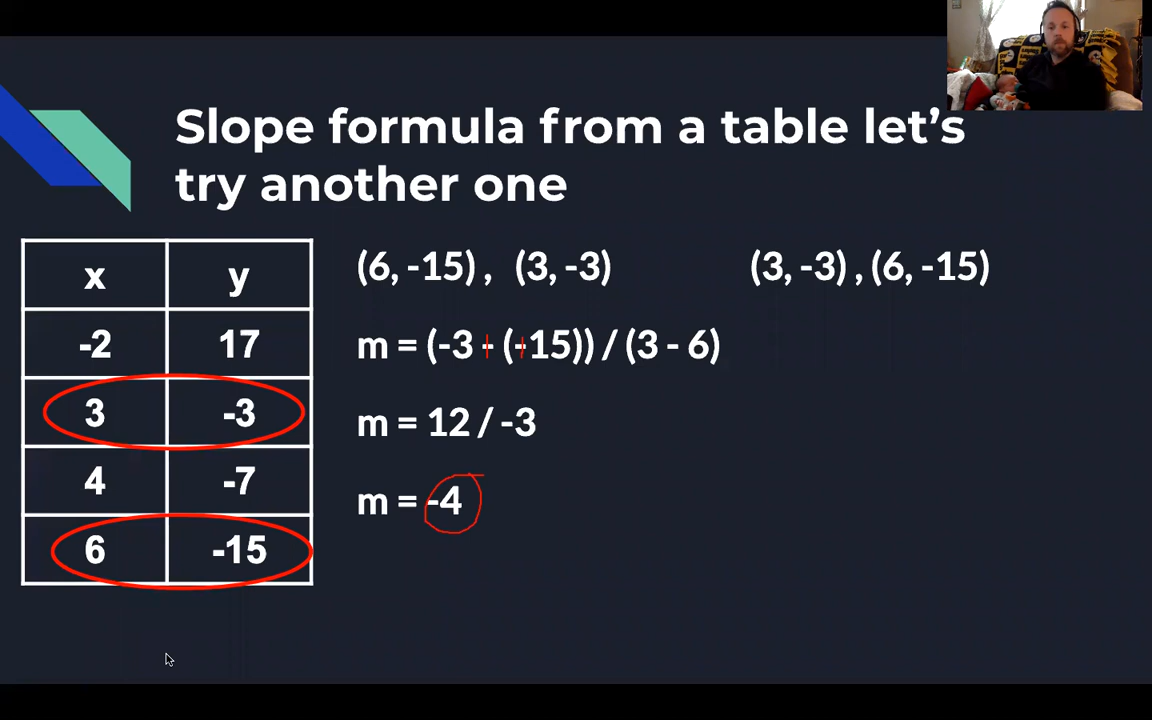 Slope formula from a table let's
try another one
x y
-2 17
3 -3
4 -7
6 -15
(6, -15) , (3, -3)
m = (-3 - (-15)) / (3 - 6)
m = 12 / -3
m = -4
(3, -3) , (6, -15)